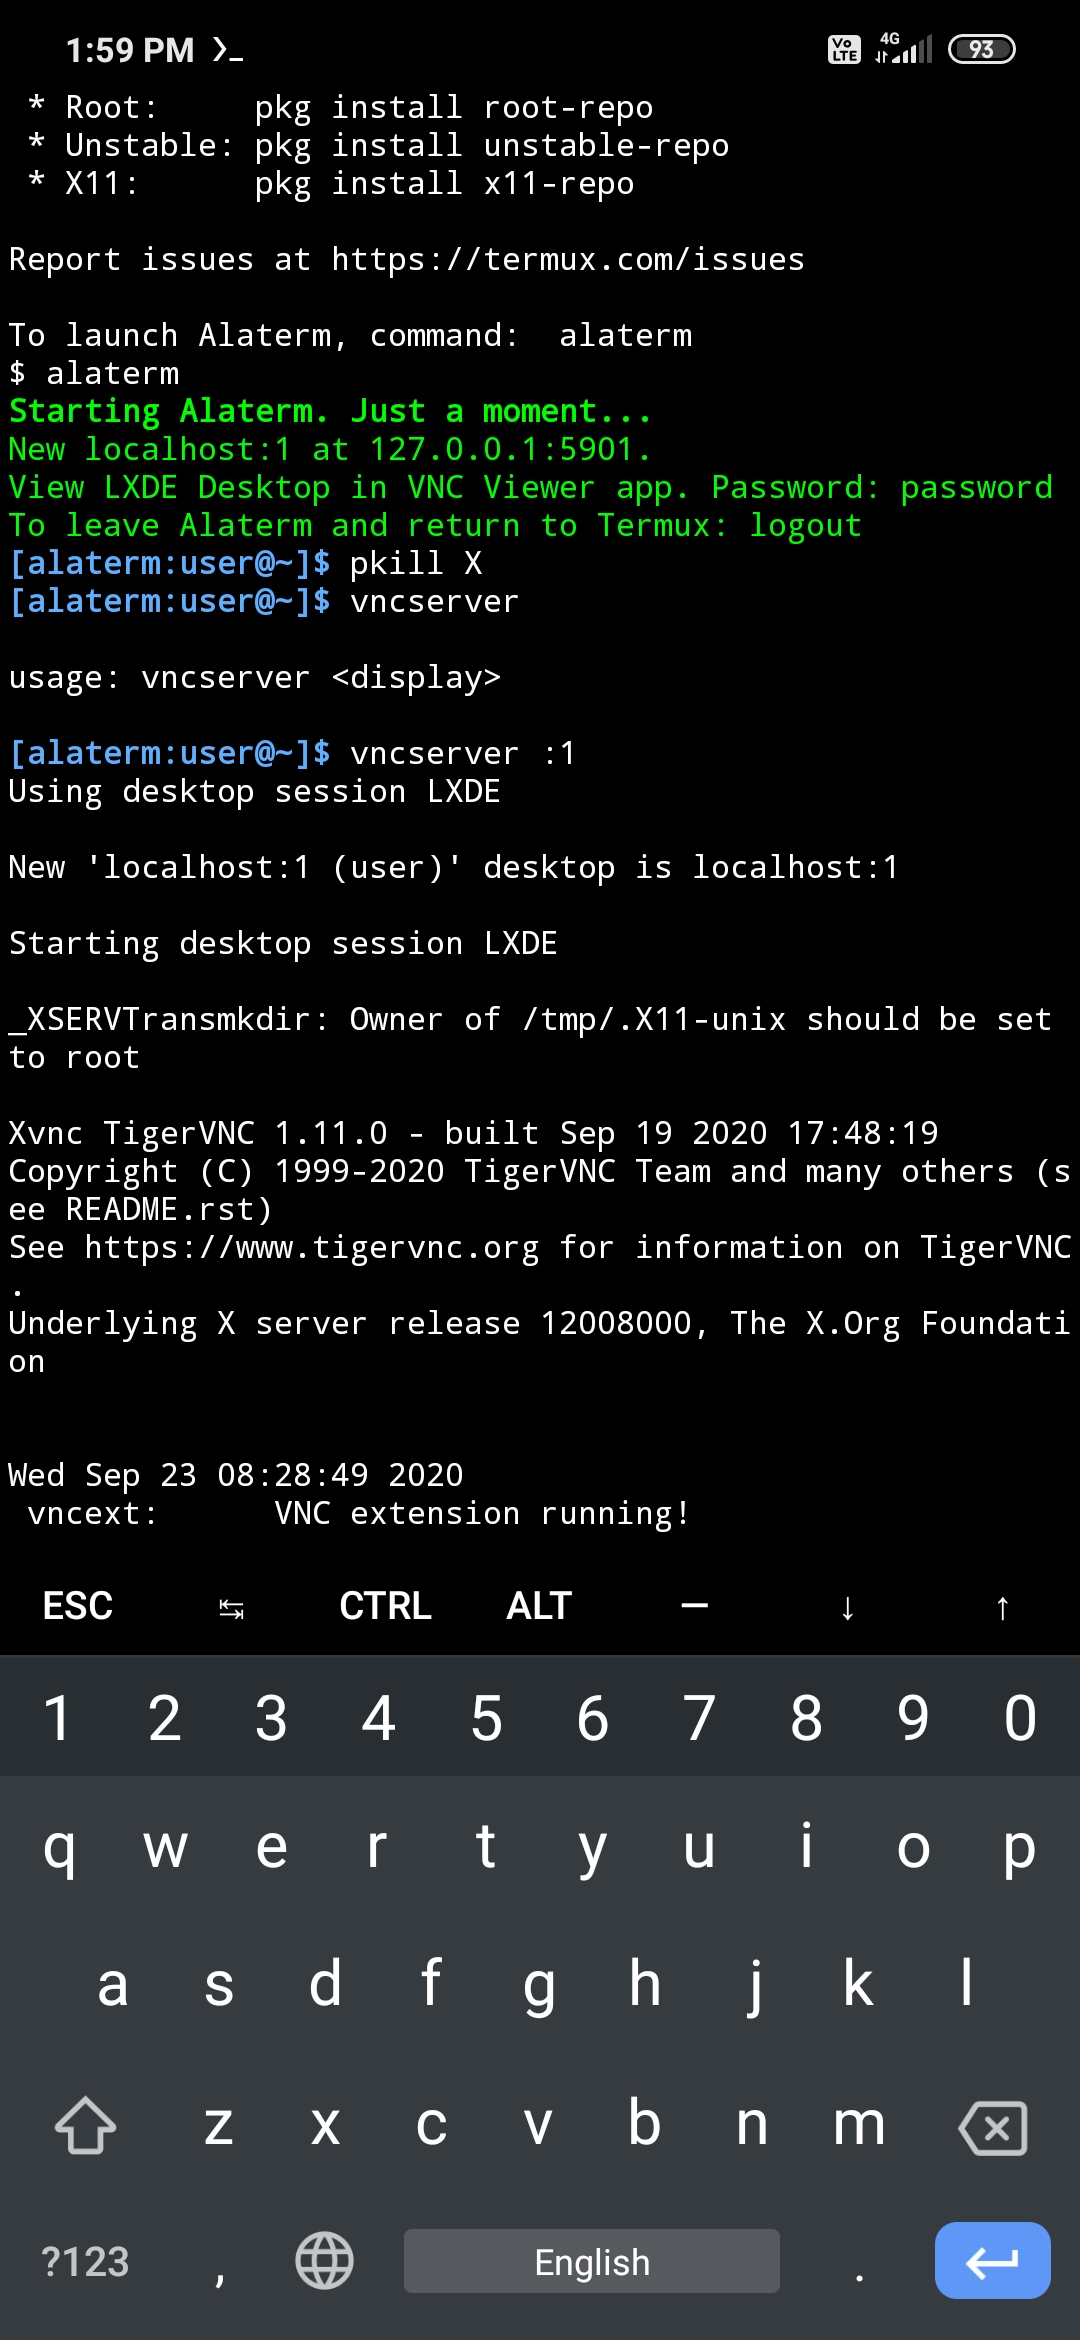 1:59 PM
Vo LTE 4G 93
* Root:     pkg install root-repo
* Unstable: pkg install unstable-repo
* X11:      pkg install x11-repo
Report issues at https://termux.com/issues
To launch Alaterm, command:  alaterm
$ alaterm
Starting Alaterm. Just a moment...
New localhost:1 at 127.0.0.1:5901.
View LXDE Desktop in VNC Viewer app. Password: password
To leave Alaterm and return to Termux: logout
[alaterm:user@~]$ pkill X
[alaterm:user@~]$ vncserver
usage: vncserver <display>
[alaterm:user@~]$ vncserver :1
Using desktop session LXDE
New 'localhost:1 (user)' desktop is localhost:1
Starting desktop session LXDE
_XSERVTransmkdir: Owner of /tmp/.X11-unix should be set
to root
Xvnc TigerVNC 1.11.0 - built Sep 19 2020 17:48:19
Copyright (C) 1999-2020 TigerVNC Team and many others (s
ee README.rst)
See https://www.tigervnc.org for information on TigerVNC
.
Underlying X server release 12008000, The X.Org Foundati
on
Wed Sep 23 08:28:49 2020
vncext:      VNC extension running!
ESC ↹ CTRL ALT — ↓ ↑
1 2 3 4 5 6 7 8 9 0
q w e r t y u i o p
a s d f g h j k l
z x c v b n m
?123 , English .